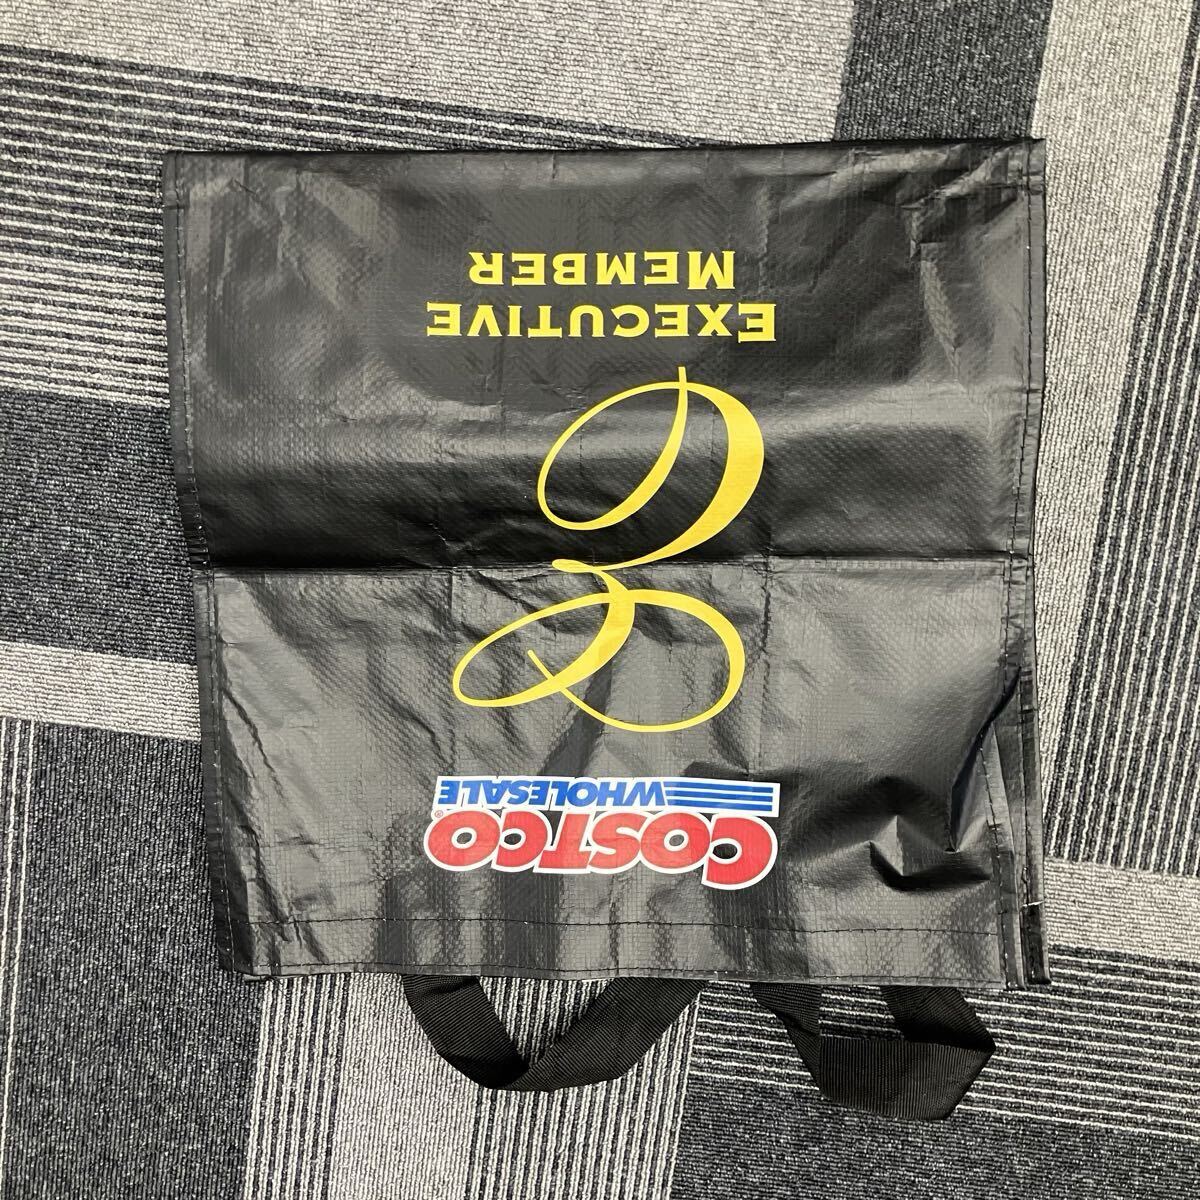 COSTCO®
WHOLESALE
E
EXECUTIVE
MEMBER